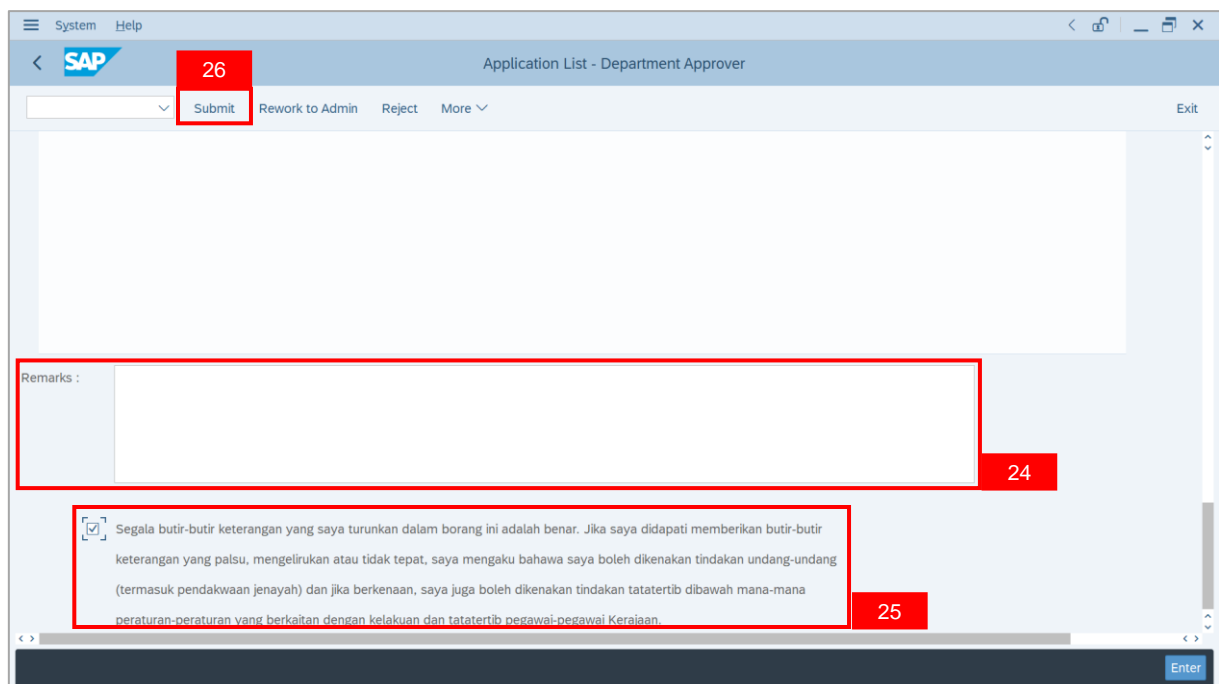 System Help
SAP
26
Application List - Department Approver
Submit Rework to Admin Reject More Exit
Remarks :
24
Segala butir-butir keterangan yang saya turunkan dalam borang ini adalah benar. Jika saya didapati memberikan butir-butir
keterangan yang palsu, mengelirukan atau tidak tepat, saya mengaku bahawa saya boleh dikenakan tindakan undang-undang
(termasuk pendakwaan jenayah) dan jika berkenaan, saya juga boleh dikenakan tindakan tatatertib dibawah mana-mana
25
peraturan-peraturan yang berkaitan dengan kelakuan dan tatatertib pegawai-pegawai Kerajaan.
Enter